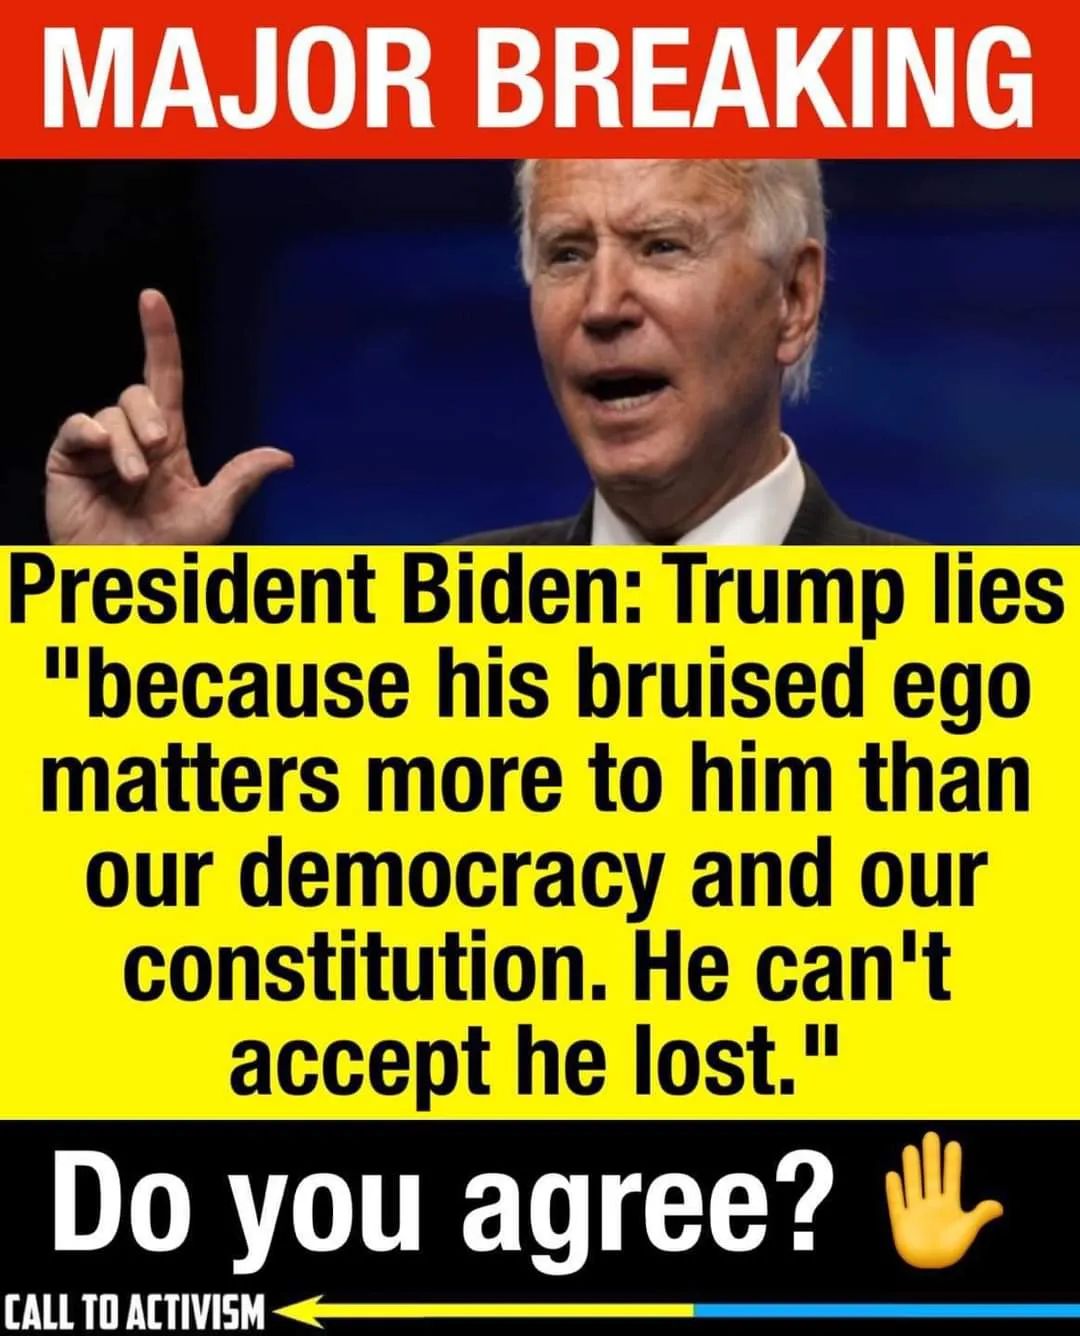 MAJOR BREAKING
President Biden: Trump lies
"because his bruised ego
matters more to him than
our democracy and our
constitution. He can't
accept he lost."
Do you agree? 🤚
CALL TO ACTIVISM